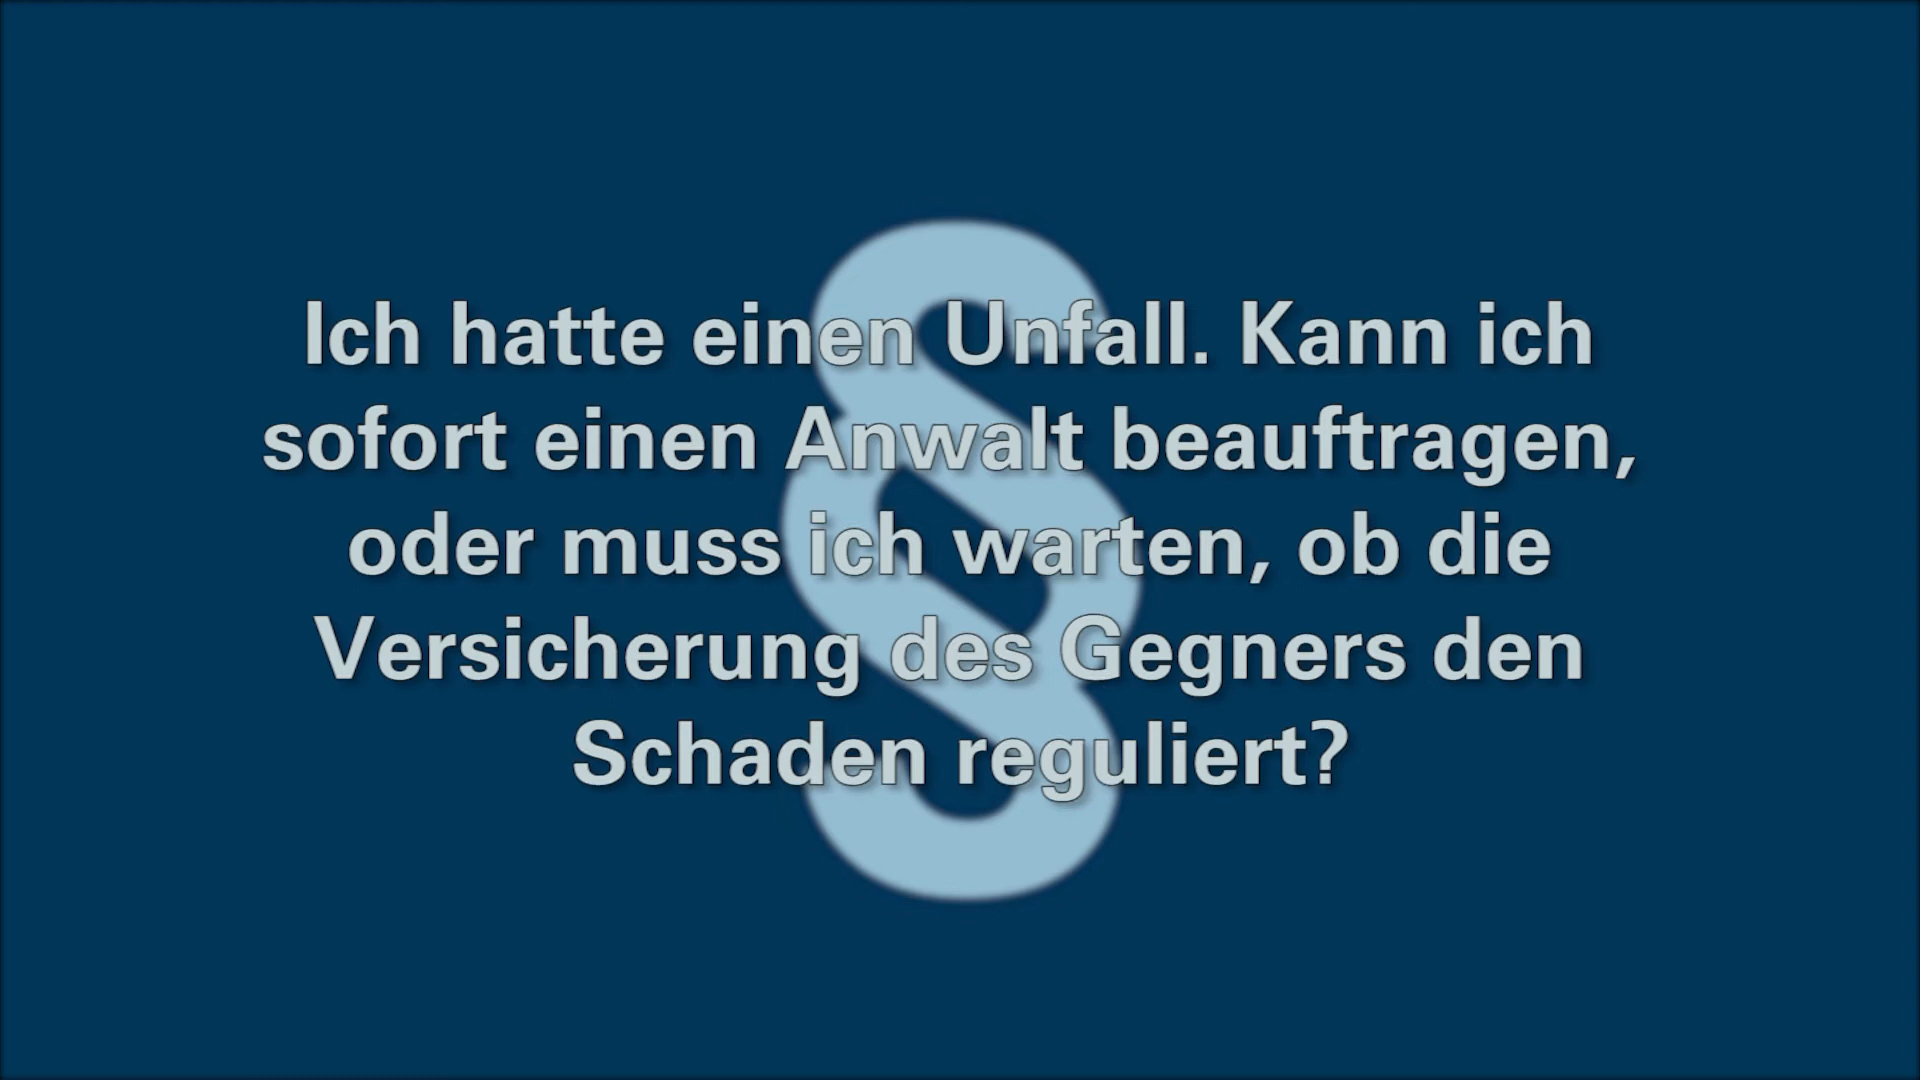 Ich hatte einen Unfall. Kann ich
sofort einen Anwalt beauftragen,
oder muss ich warten, ob die
Versicherung des Gegners den
Schaden reguliert?